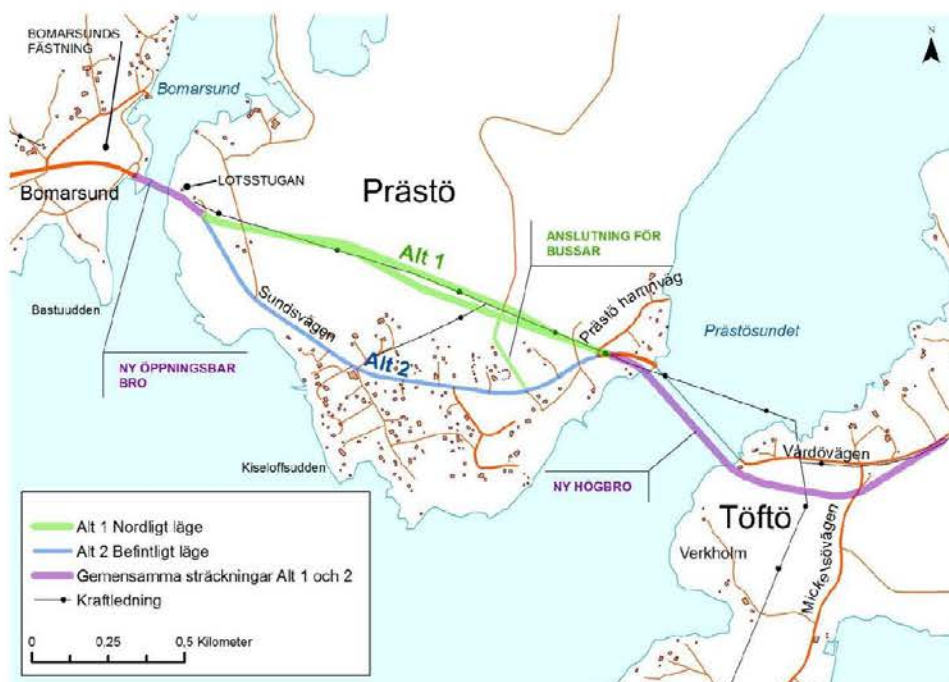 BOMARSUNDS
FÄSTNING
N
Bomarsund
LOTSSTUGAN
Bomarsund
Prästö
ANSLUTNING FÖR
BUSSAR
Alt 1
Sundsvägen
Bastuudden
Prästö hamnväg
Prästösundet
NY ÖPPNINGSBAR
BRO
Alt 2
Kiseloffsudden
NY HÖGBRO
Vårdövägen
Töftö
Verkholm
Mickelsövägen
Alt 1 Nordligt läge
Alt 2 Befintligt läge
Gemensamma sträckningar Alt 1 och 2
Kraftledning
0 0,25 0,5 Kilometer